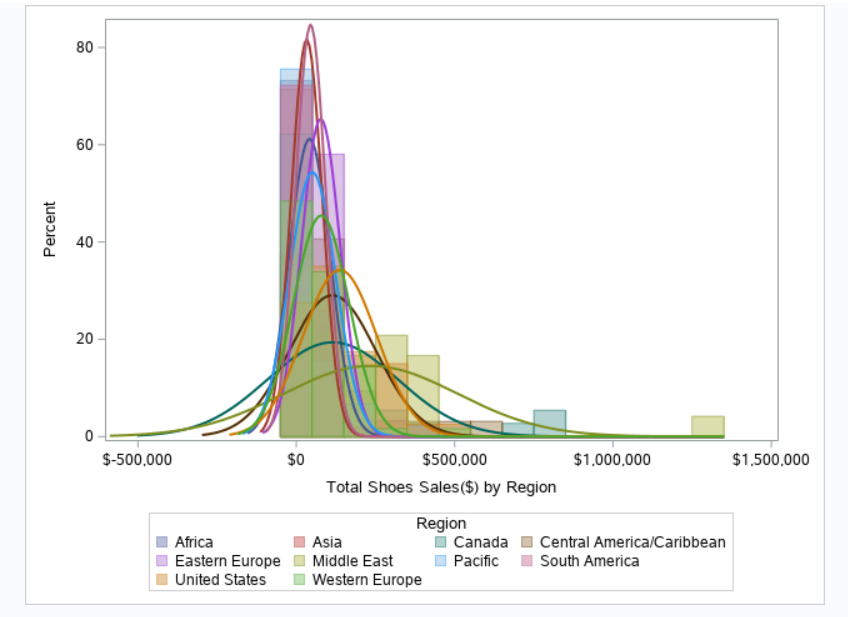 80
60
40
20
0
Percent
$-500,000 $0 $500,000 $1,000,000 $1,500,000
Total Shoes Sales($) by Region
Region
Africa Asia Canada Central America/Caribbean
Eastern Europe Middle East Pacific South America
United States Western Europe